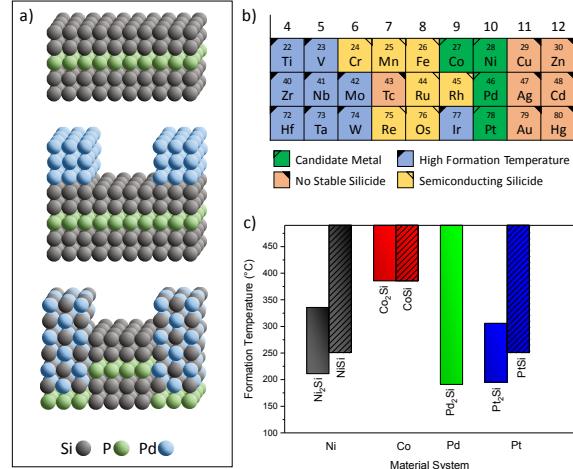 a)
Si P Pd
b)
4 5 6 7 8 9 10 11 12
22 23 24 25 26 27 28 29 30
Ti V Cr Mn Fe Co Ni Cu Zn
40 41 42 43 44 45 46 47 48
Zr Nb Mo Tc Ru Rh Pd Ag Cd
72 73 74 75 76 77 78 79 80
Hf Ta W Re Os Ir Pt Au Hg
Candidate Metal High Formation Temperature
No Stable Silicide Semiconducting Silicide
c)
Formation Temperature (°C)
450
400
350
300
250
200
150
100
Ni₂Si
NiSi
Co₂Si
CoSi
Pd₂Si
Pt₂Si
PtSi
Ni Co Pd Pt
Material System